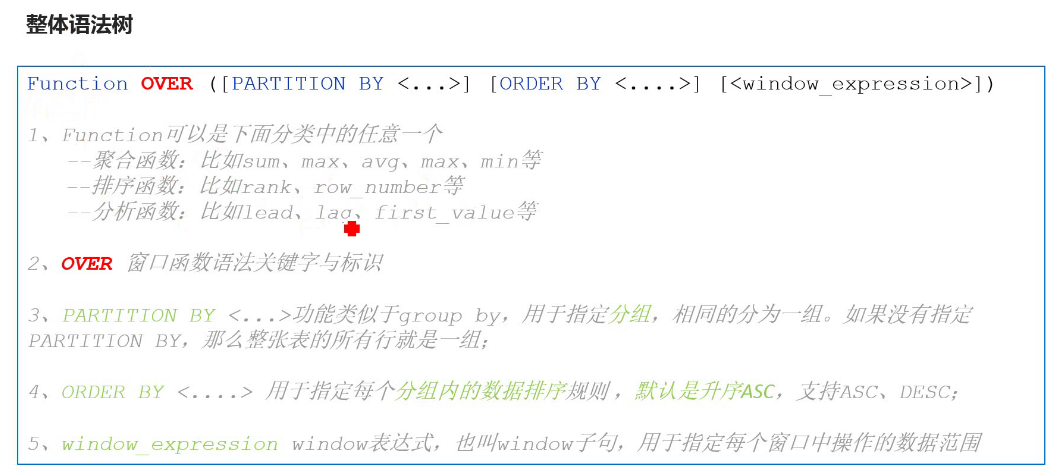 整体语法树
Function OVER ([PARTITION BY <...>] [ORDER BY <....>] [<window_expression>])
1、Function可以是下面分类中的任意一个
--聚合函数：比如sum、max、avg、max、min等
--排序函数：比如rank、row_number等
--分析函数：比如lead、lag、first_value等
2、OVER 窗口函数语法关键字与标识
3、PARTITION BY <...>功能类似于group by，用于指定分组，相同的分为一组。如果没有指定
PARTITION BY，那么整张表的所有行就是一组；
4、ORDER BY <....> 用于指定每个分组内的数据排序规则 ，默认是升序ASC，支持ASC、DESC；
5、window_expression window表达式，也叫window子句，用于指定每个窗口中操作的数据范围